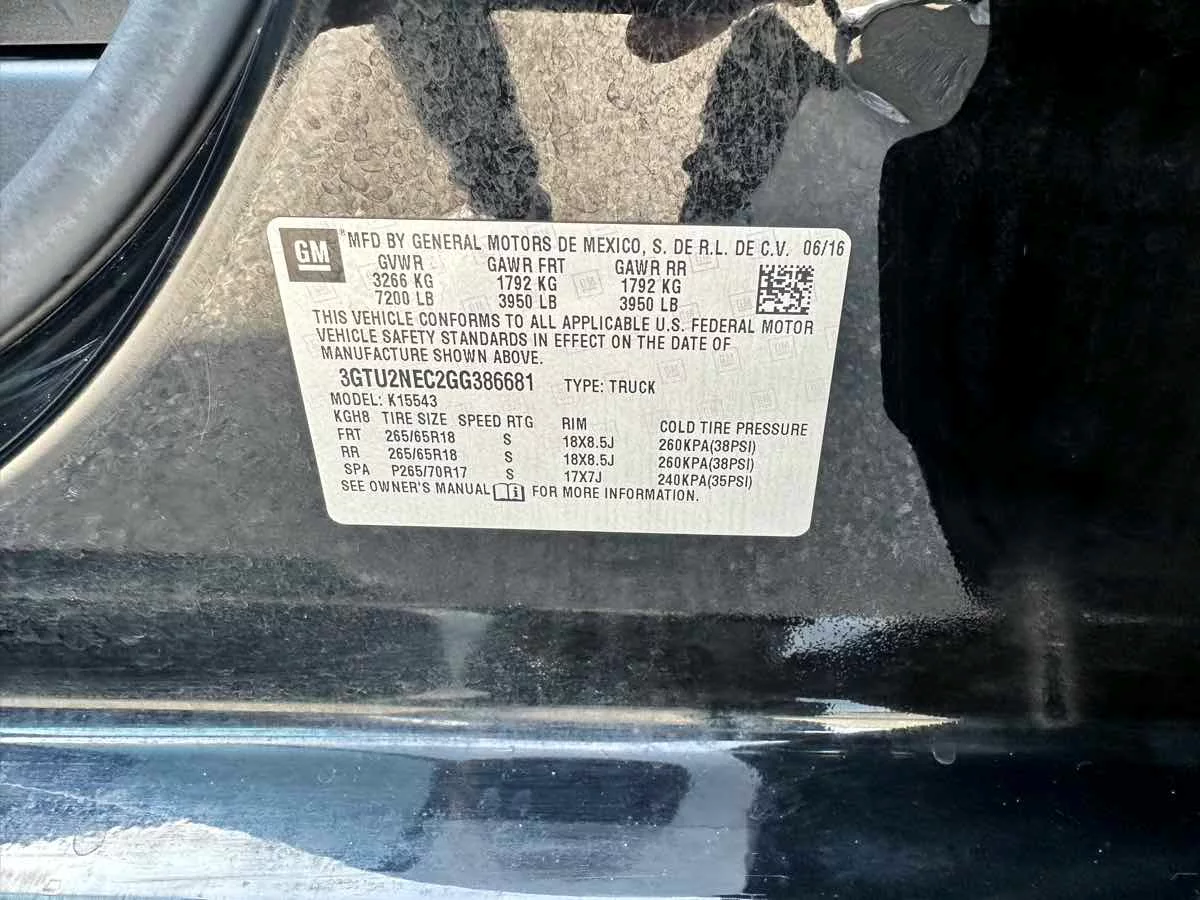 GM
MFD BY GENERAL MOTORS DE MEXICO, S. DE R.L. DE C.V. 06/16
GVWR GAWR FRT GAWR RR
3266 KG 1792 KG 1792 KG
7200 LB 3950 LB 3950 LB
THIS VEHICLE CONFORMS TO ALL APPLICABLE U.S. FEDERAL MOTOR
VEHICLE SAFETY STANDARDS IN EFFECT ON THE DATE OF
MANUFACTURE SHOWN ABOVE.
3GTU2NEC2GG386681 TYPE: TRUCK
MODEL: K15543
KGH8 TIRE SIZE SPEED RTG RIM COLD TIRE PRESSURE
FRT 265/65R18 S 18X8.5J 260KPA(38PSI)
RR 265/65R18 S 18X8.5J 260KPA(38PSI)
SPA P265/70R17 S 17X7J 240KPA(35PSI)
SEE OWNER'S MANUAL FOR MORE INFORMATION.